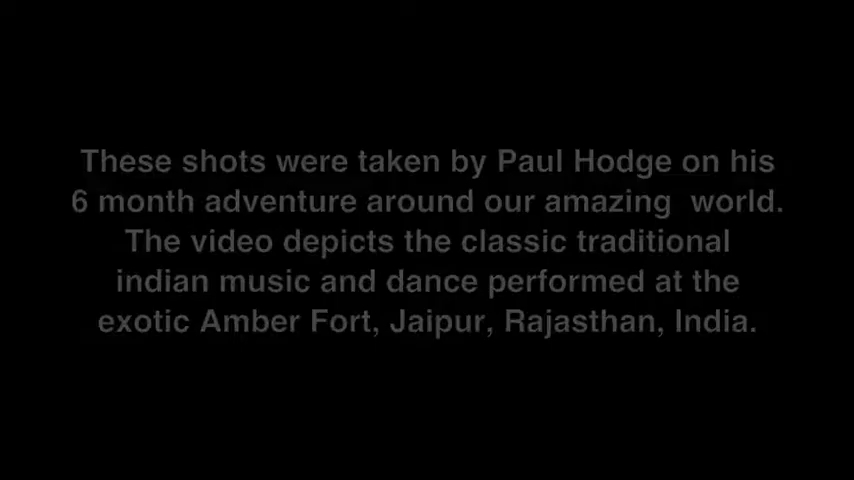 These shots were taken by Paul Hodge on his
6 month adventure around our amazing  world.
The video depicts the classic traditional
indian music and dance performed at the
exotic Amber Fort, Jaipur, Rajasthan, India.